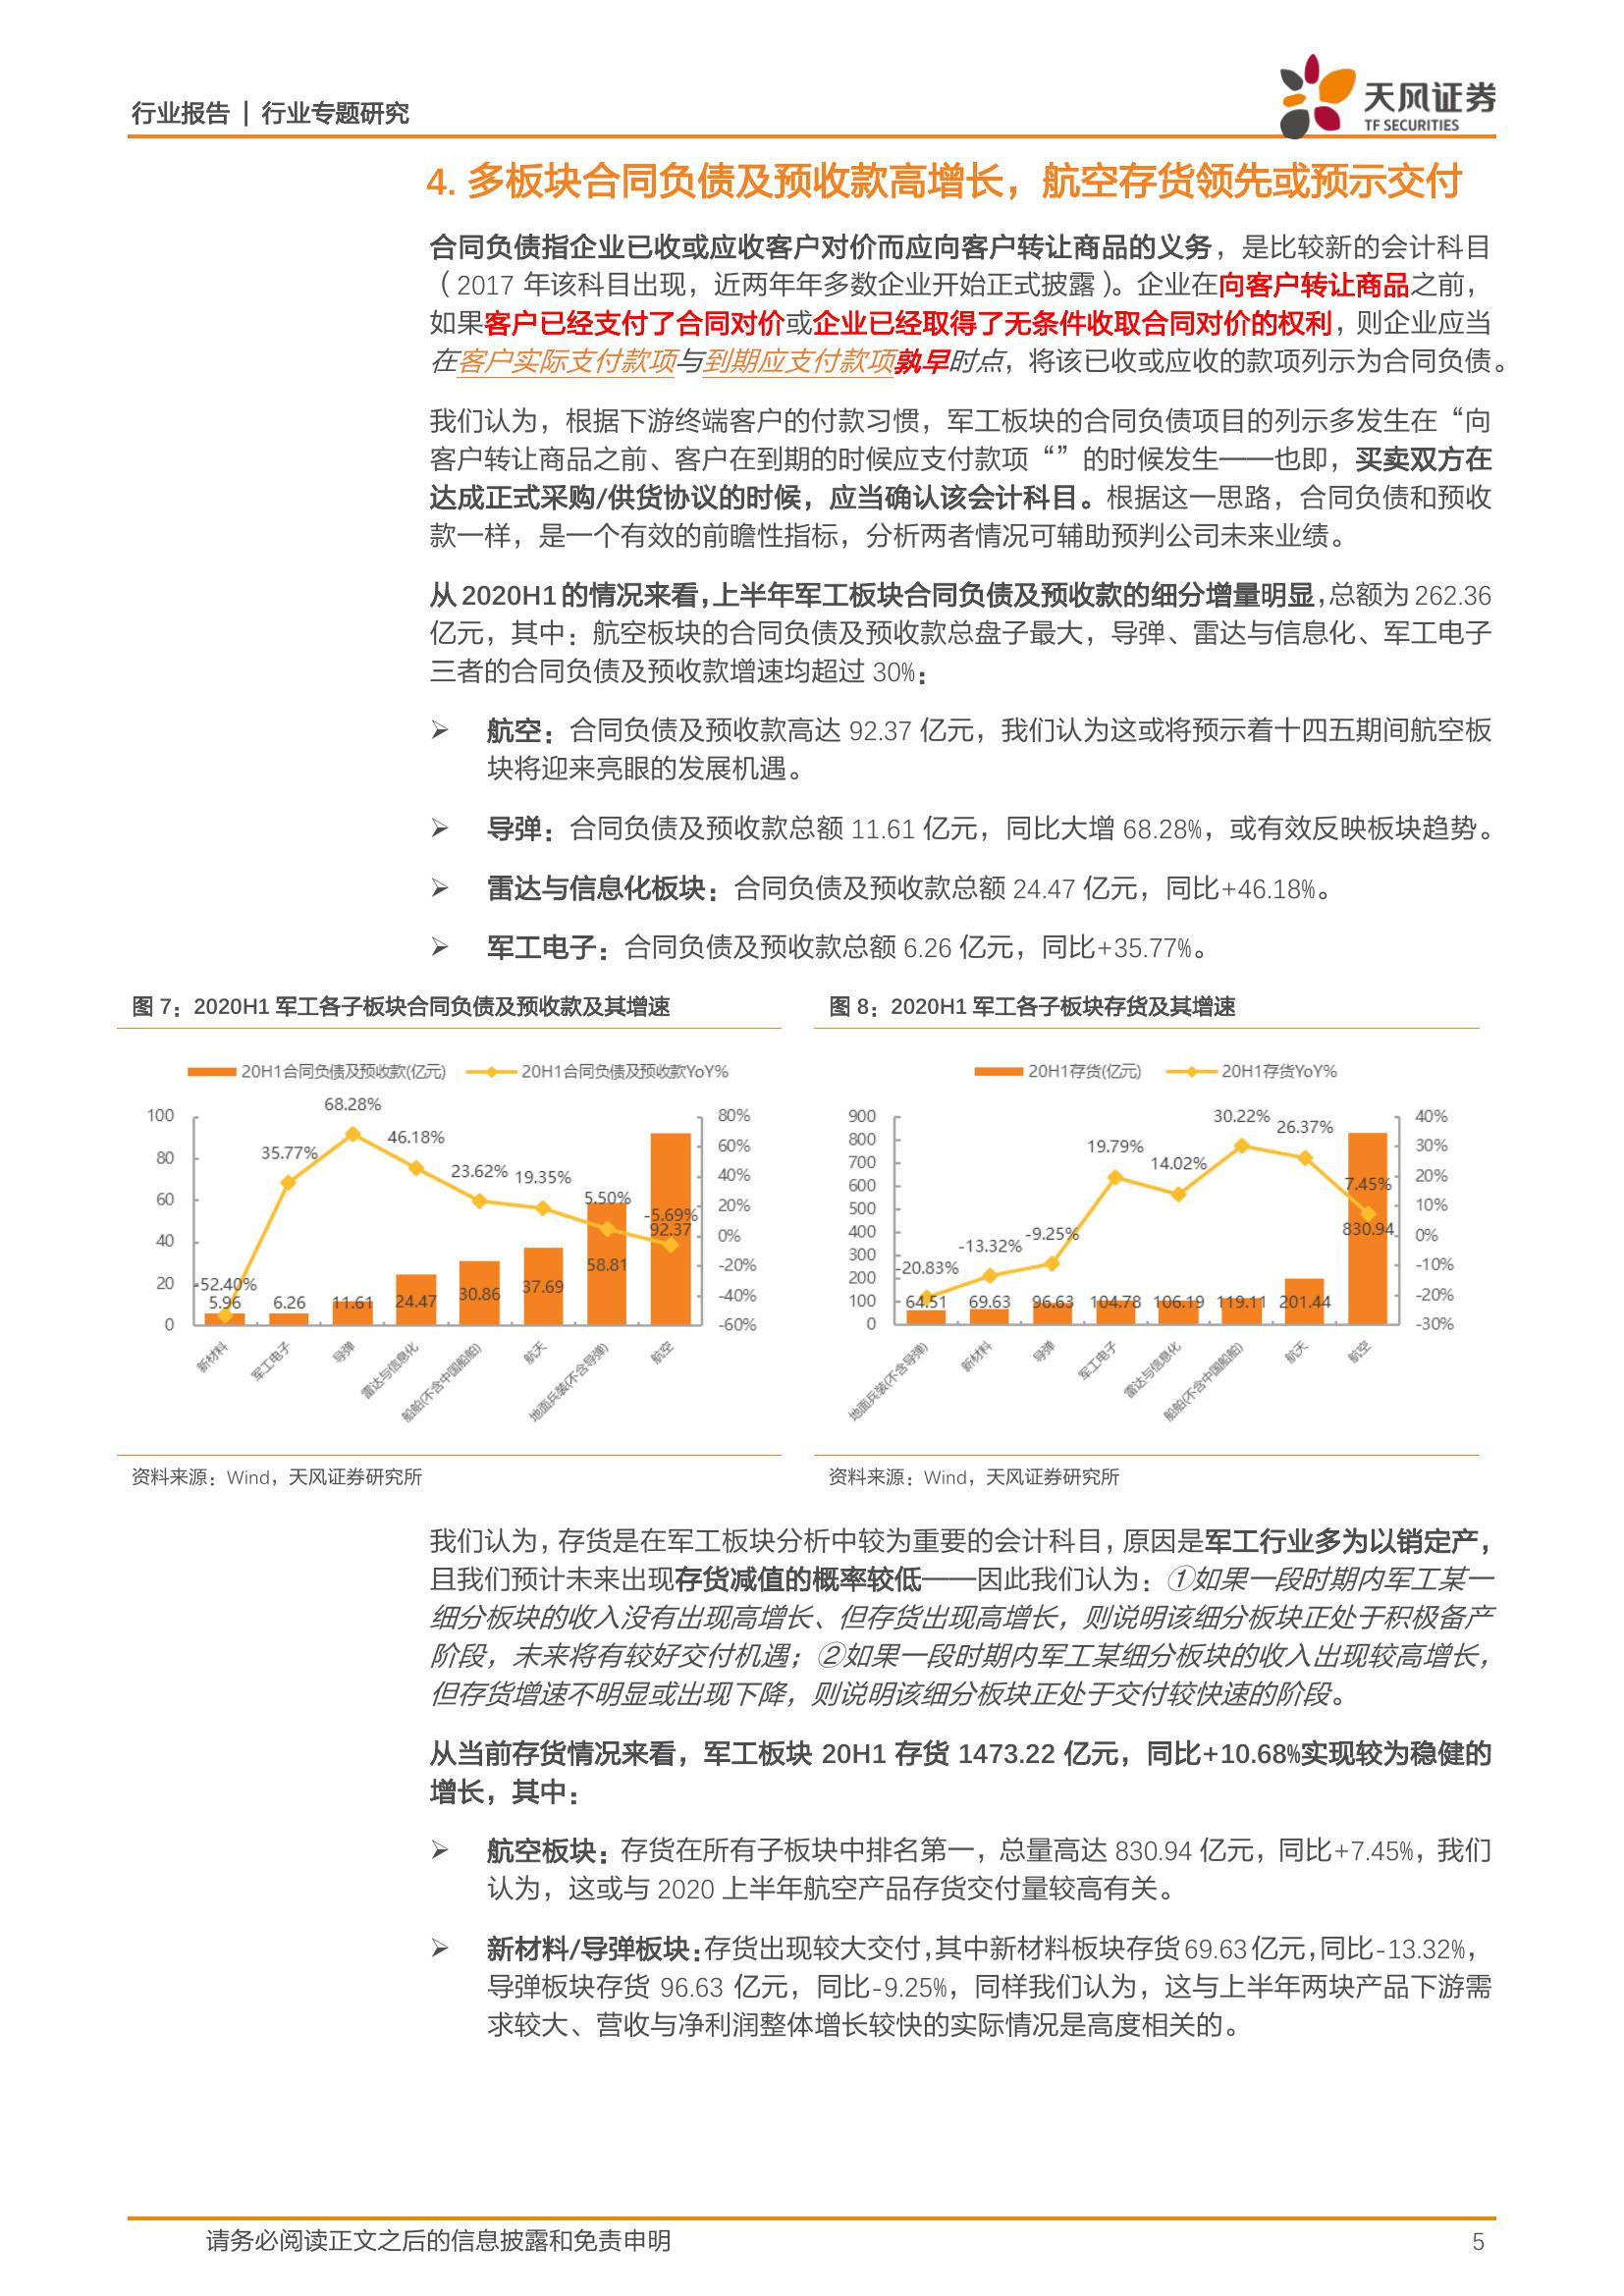 行业报告 | 行业专题研究
天风证券
TF SECURITIES
4. 多板块合同负债及预收款高增长，航空存货领先或预示交付
合同负债指企业已收或应收客户对价而应向客户转让商品的义务，是比较新的会计科目
（2017 年该科目出现，近两年年多数企业开始正式披露）。企业在向客户转让商品之前，
如果客户已经支付了合同对价或企业已经取得了无条件收取合同对价的权利，则企业应当
在客户实际支付款项与到期应支付款项孰早时点，将该已收或应收的款项列示为合同负债。
我们认为，根据下游终端客户的付款习惯，军工板块的合同负债项目的列示多发生在“向
客户转让商品之前、客户在到期的时候应支付款项“”的时候发生——也即，买卖双方在
达成正式采购/供货协议的时候，应当确认该会计科目。根据这一思路，合同负债和预收
款一样，是一个有效的前瞻性指标，分析两者情况可辅助预判公司未来业绩。
从 2020H1 的情况来看，上半年军工板块合同负债及预收款的细分增量明显，总额为 262.36
亿元，其中：航空板块的合同负债及预收款总盘子最大，导弹、雷达与信息化、军工电子
三者的合同负债及预收款增速均超过 30%：
➢ 航空：合同负债及预收款高达 92.37 亿元，我们认为这或将预示着十四五期间航空板
块将迎来亮眼的发展机遇。
➢ 导弹：合同负债及预收款总额 11.61 亿元，同比大增 68.28%，或有效反映板块趋势。
➢ 雷达与信息化板块：合同负债及预收款总额 24.47 亿元，同比+46.18%。
➢ 军工电子：合同负债及预收款总额 6.26 亿元，同比+35.77%。
图 7：2020H1 军工各子板块合同负债及预收款及其增速
20H1合同负债及预收款(亿元) 20H1合同负债及预收款YoY%
100 80 60 40 20 0
80% 60% 40% 20% 0% -20% -40% -60%
-52.40% 35.77% 68.28% 46.18% 23.62% 19.35% 5.50% -5.69%
5.96 6.26 11.61 24.47 30.86 37.69 58.81 92.37
新材料 军工电子 导弹 雷达与信息化 船舶(不含中国船舶) 航天 地面兵装(不含导弹) 航空
资料来源：Wind，天风证券研究所
图 8：2020H1 军工各子板块存货及其增速
20H1存货(亿元) 20H1存货YoY%
900 800 700 600 500 400 300 200 100 0
40% 30% 20% 10% 0% -10% -20% -30%
-20.83% -13.32% -9.25% 19.79% 14.02% 30.22% 26.37% 7.45%
64.51 69.63 96.63 104.78 106.19 119.11 201.44 830.94
地面兵装(不含导弹) 新材料 导弹 军工电子 雷达与信息化 船舶(不含中国船舶) 航天 航空
资料来源：Wind，天风证券研究所
我们认为，存货是在军工板块分析中较为重要的会计科目，原因是军工行业多为以销定产，
且我们预计未来出现存货减值的概率较低——因此我们认为：①如果一段时期内军工某一
细分板块的收入没有出现高增长、但存货出现高增长，则说明该细分板块正处于积极备产
阶段，未来将有较好交付机遇；②如果一段时期内军工某细分板块的收入出现较高增长，
但存货增速不明显或出现下降，则说明该细分板块正处于交付较快速的阶段。
从当前存货情况来看，军工板块 20H1 存货 1473.22 亿元，同比+10.68%实现较为稳健的
增长，其中：
➢ 航空板块：存货在所有子板块中排名第一，总量高达 830.94 亿元，同比+7.45%，我们
认为，这或与 2020 上半年航空产品存货交付量较高有关。
➢ 新材料/导弹板块：存货出现较大交付，其中新材料板块存货 69.63 亿元，同比-13.32%，
导弹板块存货 96.63 亿元，同比-9.25%，同样我们认为，这与上半年两块产品下游需
求较大、营收与净利润整体增长较快的实际情况是高度相关的。
请务必阅读正文之后的信息披露和免责申明 5